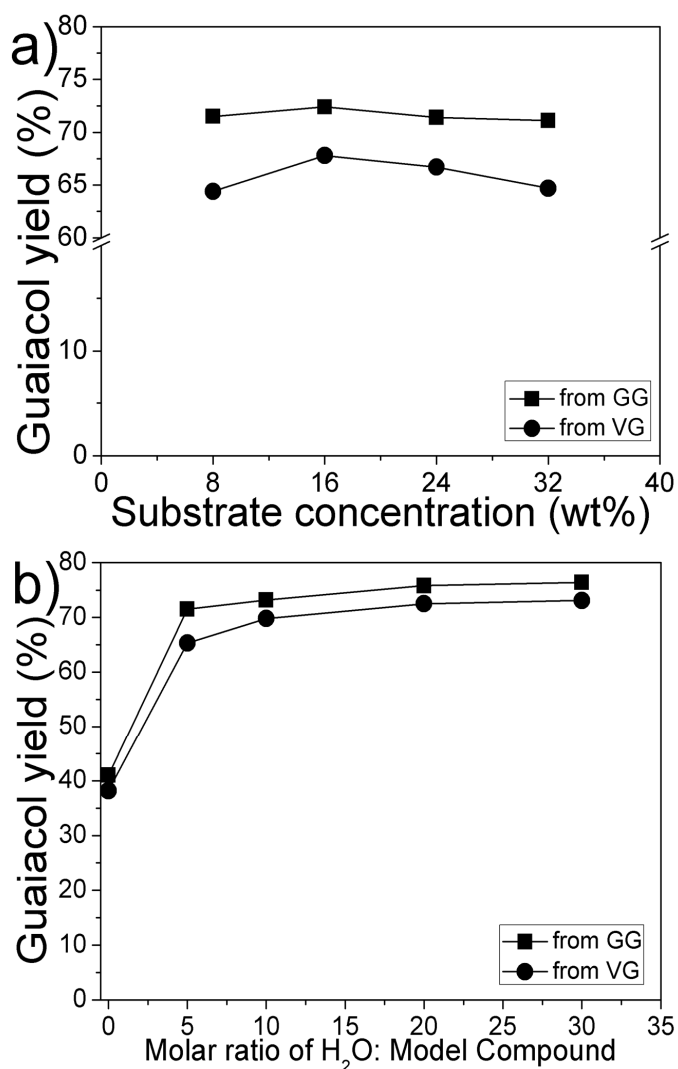 a)
Guaiacol yield (%)
80
75
70
65
60
10
0
from GG
from VG
0 8 16 24 32 40
Substrate concentration (wt%)
b)
Guaiacol yield (%)
80
70
60
50
40
30
20
10
0
from GG
from VG
0 5 10 15 20 25 30 35
Molar ratio of H₂O: Model Compound